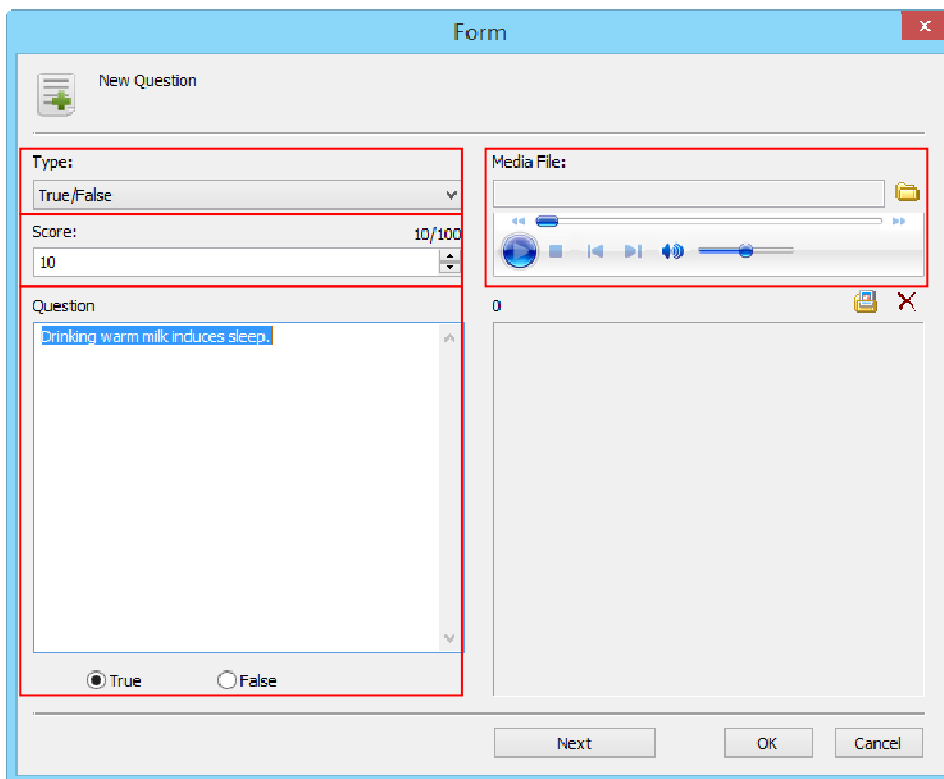 Form
x
New Question
Type:
True/False
Score:
10/100
10
Question
Drinking warm milk induces sleep.
True
False
Media File:
0
Next
OK
Cancel